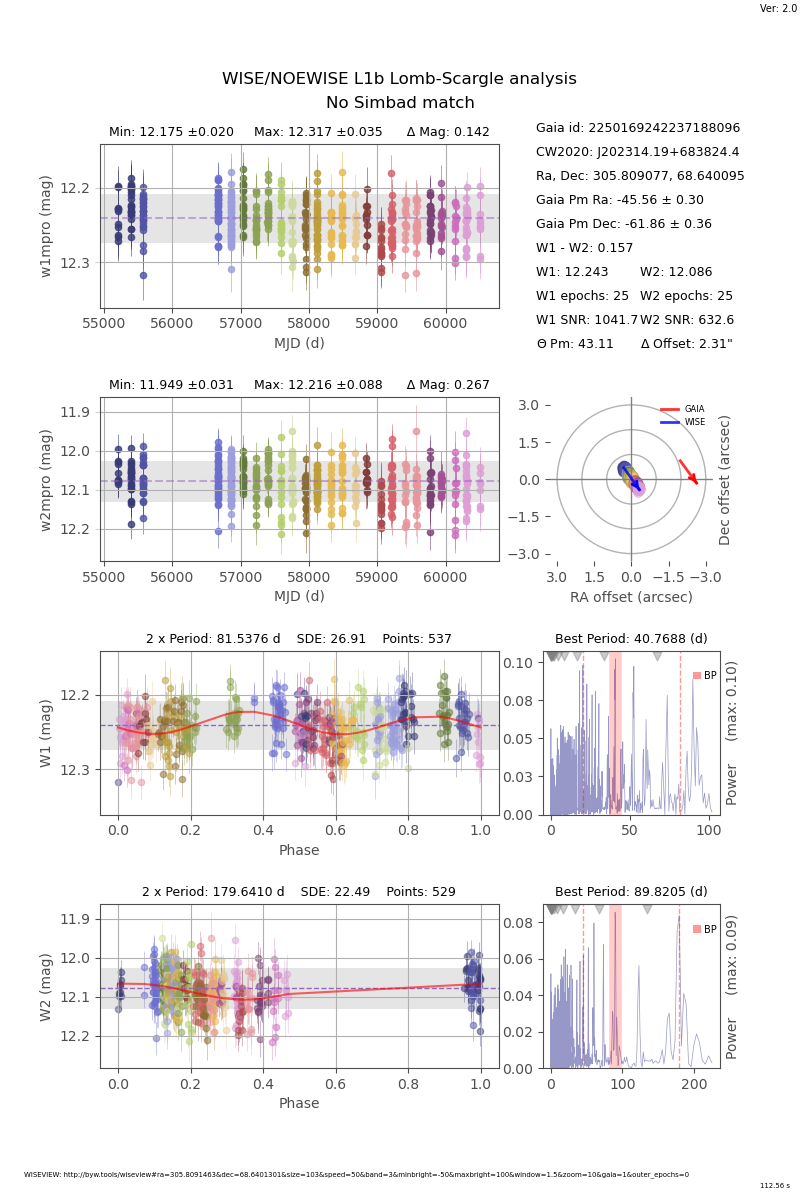 Ver: 2.0
WISE/NOEWISE L1b Lomb-Scargle analysis
No Simbad match
Min: 12.175 ±0.020 Max: 12.317 ±0.035 Δ Mag: 0.142
12.2
12.3
w1mpro (mag)
55000 56000 57000 58000 59000 60000
MJD (d)
Gaia id: 2250169242237188096
CW2020: J202314.19+683824.4
Ra, Dec: 305.809077, 68.640095
Gaia Pm Ra: -45.56 ± 0.30
Gaia Pm Dec: -61.86 ± 0.36
W1 - W2: 0.157
W1: 12.243 W2: 12.086
W1 epochs: 25 W2 epochs: 25
W1 SNR: 1041.7 W2 SNR: 632.6
Θ Pm: 43.11 Δ Offset: 2.31"
Min: 11.949 ±0.031 Max: 12.216 ±0.088 Δ Mag: 0.267
11.9
12.0
12.1
12.2
w2mpro (mag)
55000 56000 57000 58000 59000 60000
MJD (d)
GAIA
WISE
3.0
1.5
0.0
−1.5
−3.0
Dec offset (arcsec)
3.0 1.5 0.0 −1.5 −3.0
RA offset (arcsec)
2 x Period: 81.5376 d SDE: 26.91 Points: 537
12.2
12.3
W1 (mag)
0.0 0.2 0.4 0.6 0.8 1.0
Phase
Best Period: 40.7688 (d)
BP
0.10
0.08
0.05
0.03
0.00
Power (max: 0.10)
0 50 100
2 x Period: 179.6410 d SDE: 22.49 Points: 529
11.9
12.0
12.1
12.2
W2 (mag)
0.0 0.2 0.4 0.6 0.8 1.0
Phase
Best Period: 89.8205 (d)
BP
0.08
0.06
0.04
0.02
0.00
Power (max: 0.09)
0 100 200
WISEVIEW: http://byw.tools/wiseview#ra=305.8091463&dec=68.6401301&size=103&speed=50&band=3&minbright=-50&maxbright=100&window=1.5&zoom=10&gaia=1&outer_epochs=0
112.56 s